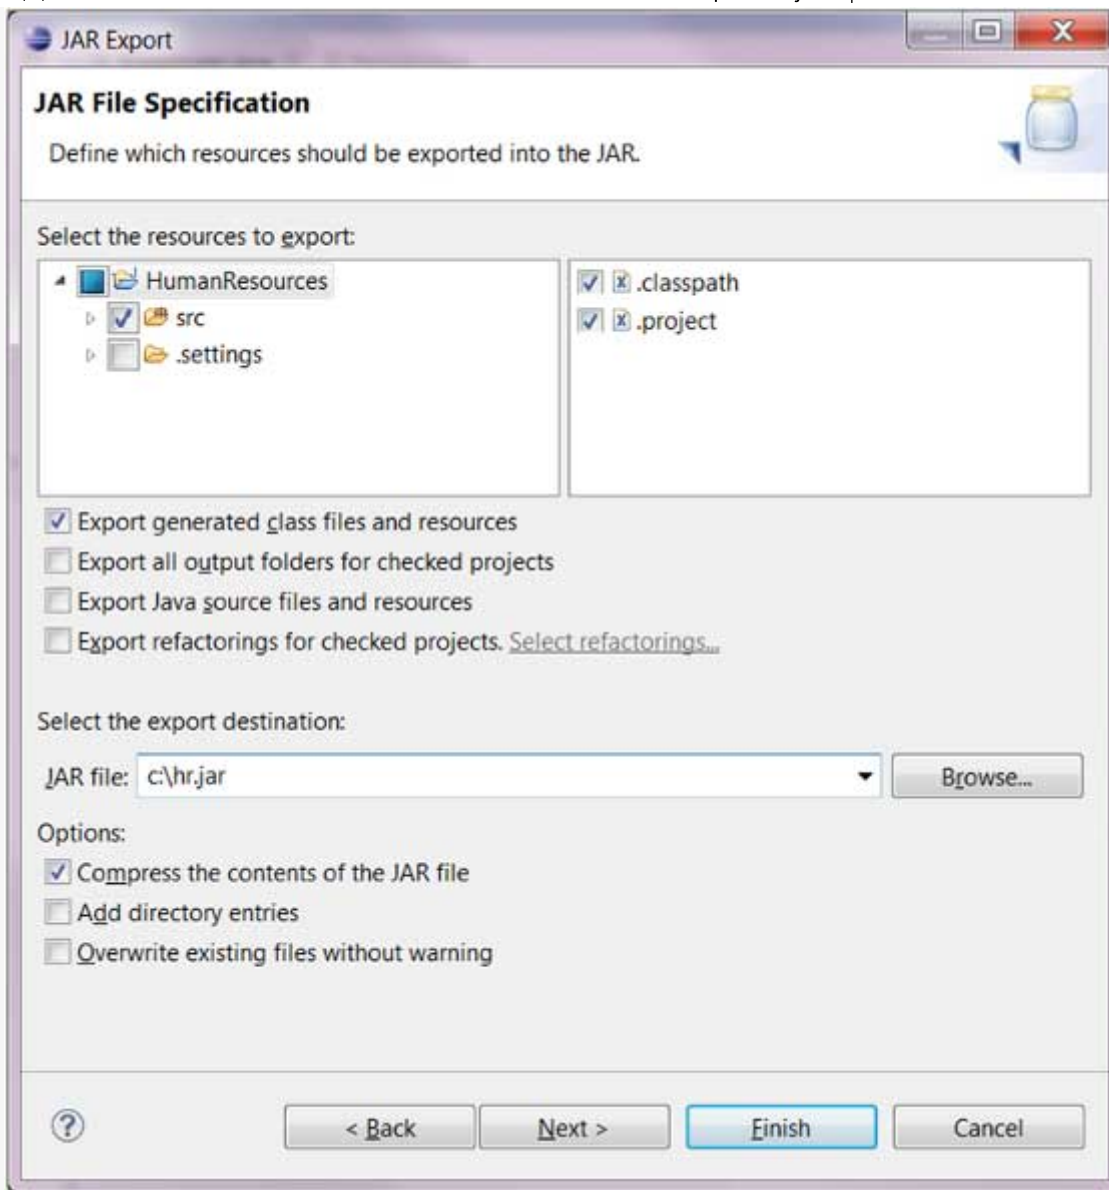 JAR Export
JAR File Specification
Define which resources should be exported into the JAR.
Select the resources to export:
HumanResources
src
.settings
.classpath
.project
Export generated class files and resources
Export all output folders for checked projects
Export Java source files and resources
Export refactorings for checked projects. Select refactorings...
Select the export destination:
JAR file: c:\hr.jar Browse...
Options:
Compress the contents of the JAR file
Add directory entries
Overwrite existing files without warning
< Back Next > Finish Cancel